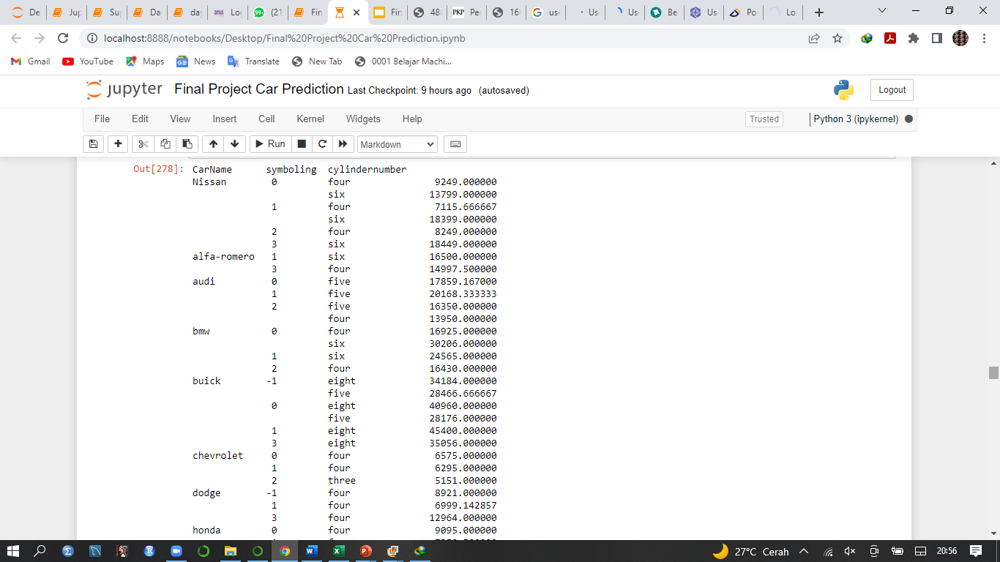 De Jup Sup Da day Log (21 Fin Fin 48 PKP Pe 16 use Us Us Be Us Po Lo
localhost:8888/notebooks/Desktop/Final%20Project%20Car%20Prediction.ipynb
Gmail YouTube Maps News Translate New Tab 0001 Belajar Machi...
jupyter Final Project Car Prediction Last Checkpoint: 9 hours ago (autosaved) Logout
File Edit View Insert Cell Kernel Widgets Help Trusted Python 3 (ipykernel)
Run Markdown
Out[278]: CarName symboling cylindernumber
Nissan 0 four 9249.000000
six 13799.000000
1 four 7115.666667
six 18399.000000
2 four 8249.000000
3 six 18449.000000
alfa-romero 1 six 16500.000000
3 four 14997.500000
audi 0 five 17859.167000
1 five 20168.333333
2 five 16350.000000
four 13950.000000
bmw 0 four 16925.000000
six 30206.000000
1 six 24565.000000
2 four 16430.000000
buick -1 eight 34184.000000
five 28466.666667
0 eight 40960.000000
five 28176.000000
1 eight 45400.000000
3 eight 35056.000000
chevrolet 0 four 6575.000000
1 four 6295.000000
2 three 5151.000000
dodge -1 four 8921.000000
1 four 6999.142857
3 four 12964.000000
honda 0 four 9095.000000
27°C Cerah 20:56